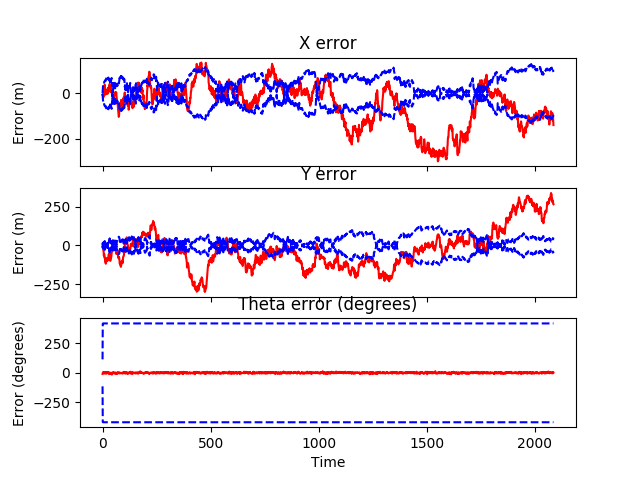 X error
Error (m)
0
−200
Y error
Error (m)
250
0
−250
Theta error (degrees)
Error (degrees)
250
0
−250
0 500 1000 1500 2000
Time